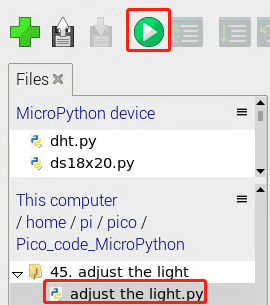 Files
MicroPython device
dht.py
ds18x20.py
This computer
/ home / pi / pico /
Pico_code_MicroPython
45. adjust the light
adjust the light.py